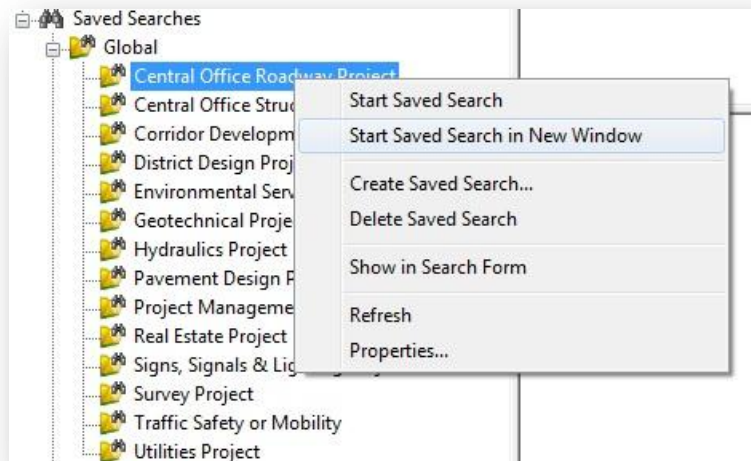 Saved Searches
Global
Central Office Roadway Project
Central Office Struc
Corridor Developm
District Design Proj
Environmental Serv
Geotechnical Proje
Hydraulics Project
Pavement Design P
Project Manageme
Real Estate Project
Signs, Signals & Lig
Survey Project
Traffic Safety or Mobility
Utilities Project
Start Saved Search
Start Saved Search in New Window
Create Saved Search...
Delete Saved Search
Show in Search Form
Refresh
Properties...